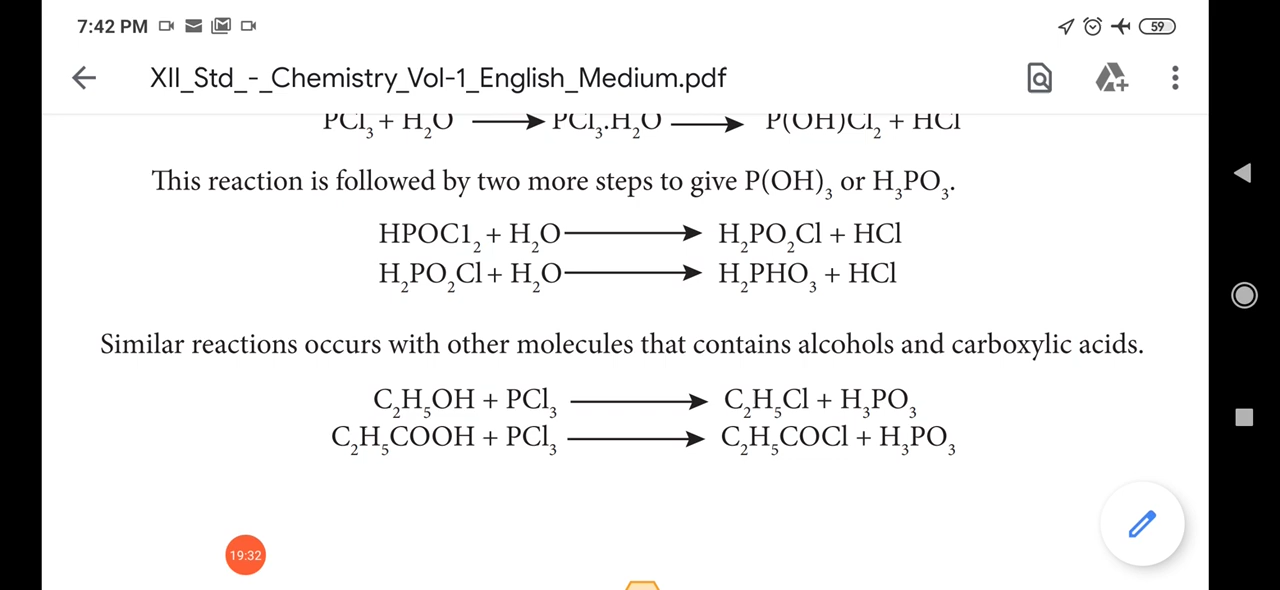 7:42 PM 59
XII_Std_-_Chemistry_Vol-1_English_Medium.pdf
PCl₃ + H₂O ⟶ PCl₃.H₂O ⟶ P(OH)Cl₂ + HCl
This reaction is followed by two more steps to give P(OH)₃ or H₃PO₃.
HPOC1₂ + H₂O ⟶ H₂PO₂Cl + HCl
H₂PO₂Cl + H₂O ⟶ H₂PHO₃ + HCl
Similar reactions occurs with other molecules that contains alcohols and carboxylic acids.
C₂H₅OH + PCl₃ ⟶ C₂H₅Cl + H₃PO₃
C₂H₅COOH + PCl₃ ⟶ C₂H₅COCl + H₃PO₃
19:32